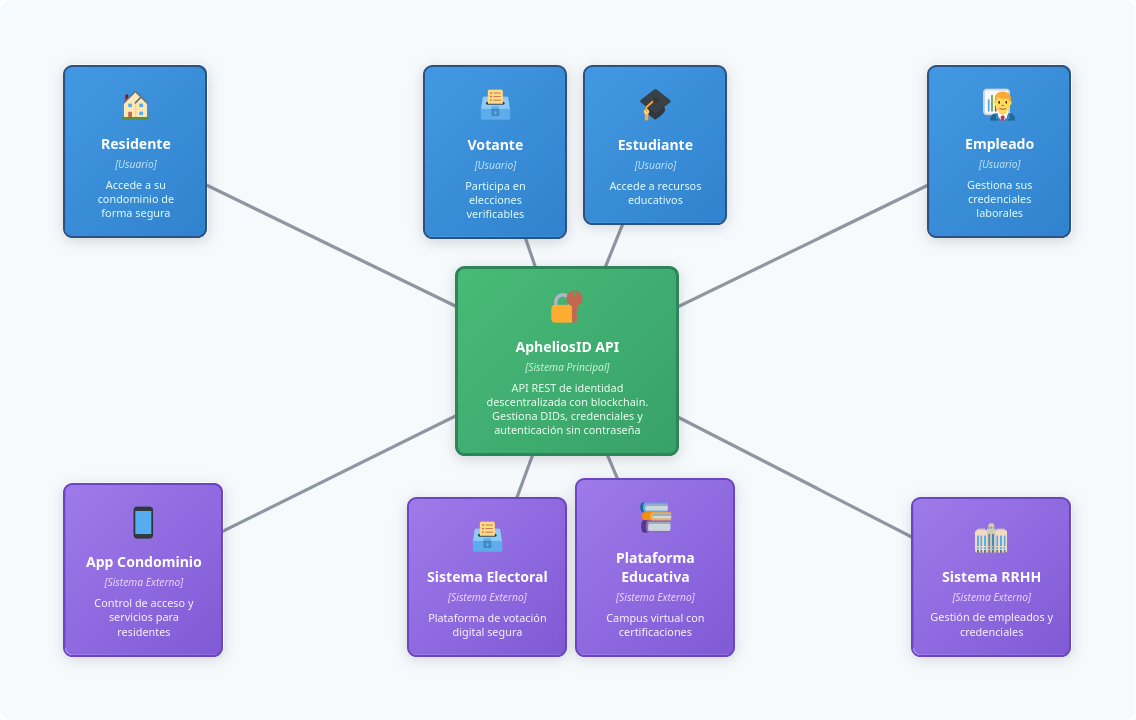 Residente
[Usuario]
Accede a su
condominio de
forma segura
Votante
[Usuario]
Participa en
elecciones
verificables
Estudiante
[Usuario]
Accede a recursos
educativos
Empleado
[Usuario]
Gestiona sus
credenciales
laborales
ApheliosID API
[Sistema Principal]
API REST de identidad
descentralizada con blockchain.
Gestiona DIDs, credenciales y
autenticación sin contraseña
App Condominio
[Sistema Externo]
Control de acceso y
servicios para
residentes
Sistema Electoral
[Sistema Externo]
Plataforma de votación
digital segura
Plataforma
Educativa
[Sistema Externo]
Campus virtual con
certificaciones
Sistema RRHH
[Sistema Externo]
Gestión de empleados y
credenciales